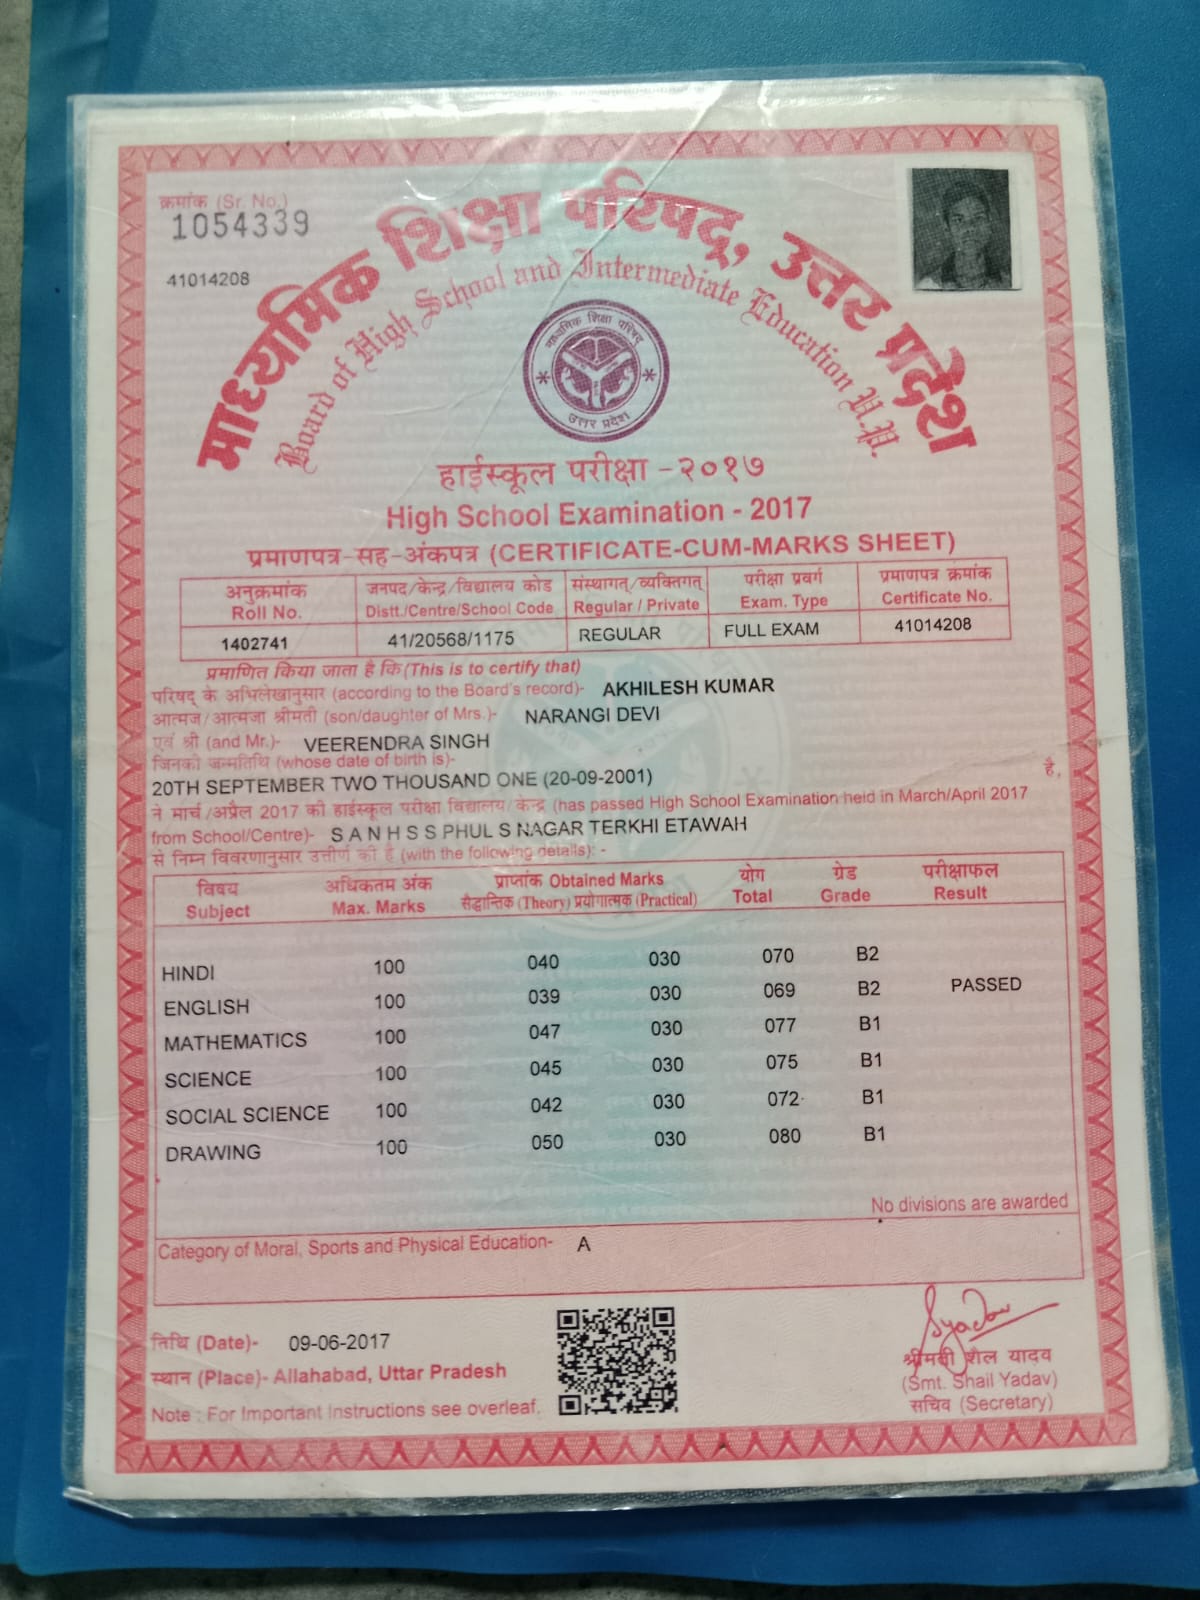 क्रमांक (Sr. No.)
1054339
41014208
माध्यमिक शिक्षा परिषद्, उत्तर प्रदेश
Board of High School and Intermediate Education U.P.
माध्यमिक शिक्षा परिषद
उत्तर प्रदेश
हाईस्कूल परीक्षा -२०१७
High School Examination - 2017
प्रमाणपत्र-सह-अंकपत्र (CERTIFICATE-CUM-MARKS SHEET)
अनुक्रमांक जनपद/केन्द्र/विद्यालय कोड संस्थागत्/व्यक्तिगत् परीक्षा प्रवर्ग प्रमाणपत्र क्रमांक
Roll No. Distt./Centre/School Code Regular / Private Exam. Type Certificate No.
1402741 41/20568/1175 REGULAR FULL EXAM 41014208
प्रमाणित किया जाता है कि (This is to certify that)
परिषद् के अभिलेखानुसार (according to the Board's record)- AKHILESH KUMAR
आत्मज/आत्मजा श्रीमती (son/daughter of Mrs.)- NARANGI DEVI
एवं श्री (and Mr.)- VEERENDRA SINGH
जिनकी जन्मतिथि (whose date of birth is)-
20TH SEPTEMBER TWO THOUSAND ONE (20-09-2001) है,
ने मार्च/अप्रैल 2017 की हाईस्कूल परीक्षा विद्यालय/केन्द्र (has passed High School Examination held in March/April 2017
from School/Centre)- S A N H S S PHUL S NAGAR TERKHI ETAWAH
से निम्न विवरणानुसार उत्तीर्ण की है (with the following details): -
विषय अधिकतम अंक प्राप्तांक Obtained Marks योग ग्रेड परीक्षाफल
Subject Max. Marks सैद्धान्तिक (Theory) प्रयोगात्मक (Practical) Total Grade Result
HINDI 100 040 030 070 B2
ENGLISH 100 039 030 069 B2 PASSED
MATHEMATICS 100 047 030 077 B1
SCIENCE 100 045 030 075 B1
SOCIAL SCIENCE 100 042 030 072 B1
DRAWING 100 050 030 080 B1
No divisions are awarded
Category of Moral, Sports and Physical Education- A
तिथि (Date)- 09-06-2017
स्थान (Place)- Allahabad, Uttar Pradesh
Note : For Important Instructions see overleaf.
Syadav
श्रीमती शैल यादव
(Smt. Shail Yadav)
सचिव (Secretary)